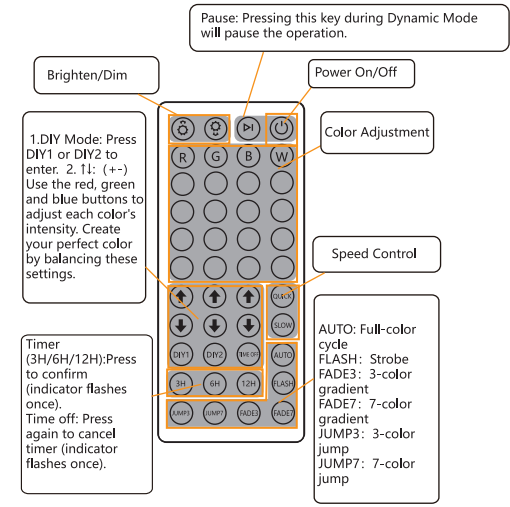 Pause: Pressing this key during Dynamic Mode
will pause the operation.
Brighten/Dim
Power On/Off
1.DIY Mode: Press
DIY1 or DIY2 to
enter. 2. ↑↓: (+-)
Use the red, green
and blue buttons to
adjust each color's
intensity. Create
your perfect color
by balancing these
settings.
Color Adjustment
R G B W
Speed Control
QUICK
SLOW
DIY1 DIY2 TIME OFF AUTO
3H 6H 12H FLASH
JUMP3 JUMP7 FADE3 FADE7
Timer
(3H/6H/12H):Press
to confirm
(indicator flashes
once).
Time off: Press
again to cancel
timer (indicator
flashes once).
AUTO: Full-color
cycle
FLASH: Strobe
FADE3: 3-color
gradient
FADE7: 7-color
gradient
JUMP3: 3-color
jump
JUMP7: 7-color
jump